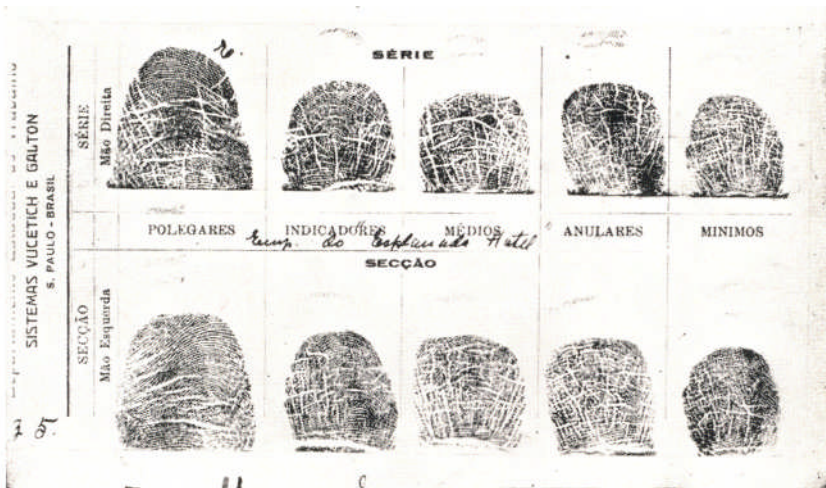 SÉRIE
SÉRIE
Mão Direita
SISTEMAS VUCETICH E GALTON
S. PAULO - BRASIL
POLEGARES INDICADORES MÉDIOS ANULARES MINIMOS
Emp. do Esplanada Hotel
SECÇÃO
SECÇÃO
Mão Esquerda
5.